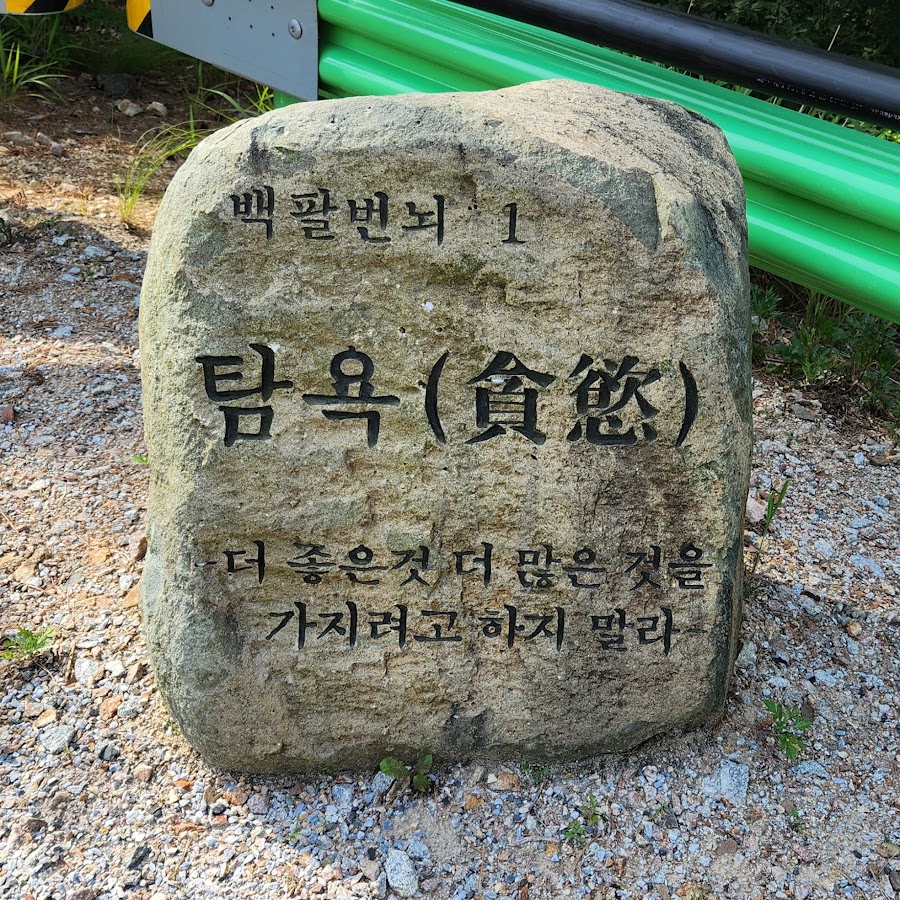 백팔번뇌 1
탐욕(貪慾)
-더 좋은것 더 많은 것을
가지려고 하지 말라-